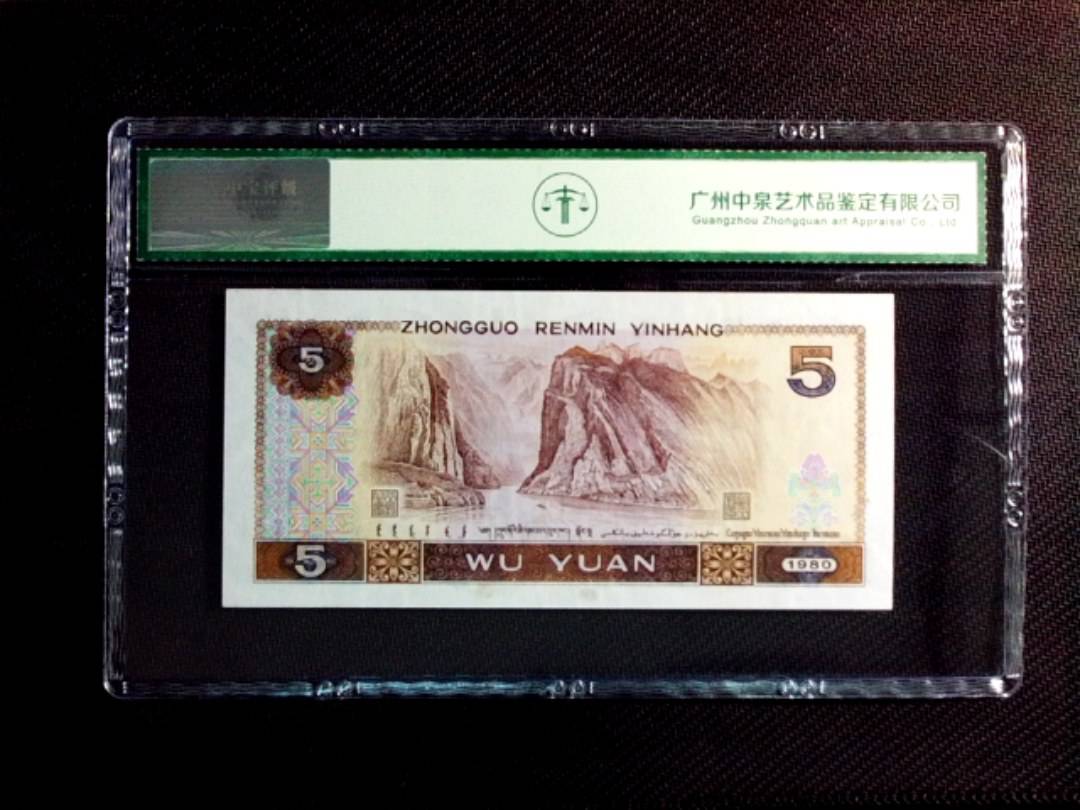 广州中泉艺术品鉴定有限公司
Guangzhou Zhongquan art Appraisal Co., Ltd.
ZHONGGUO RENMIN YINHANG
5
5
5
WU YUAN
1980